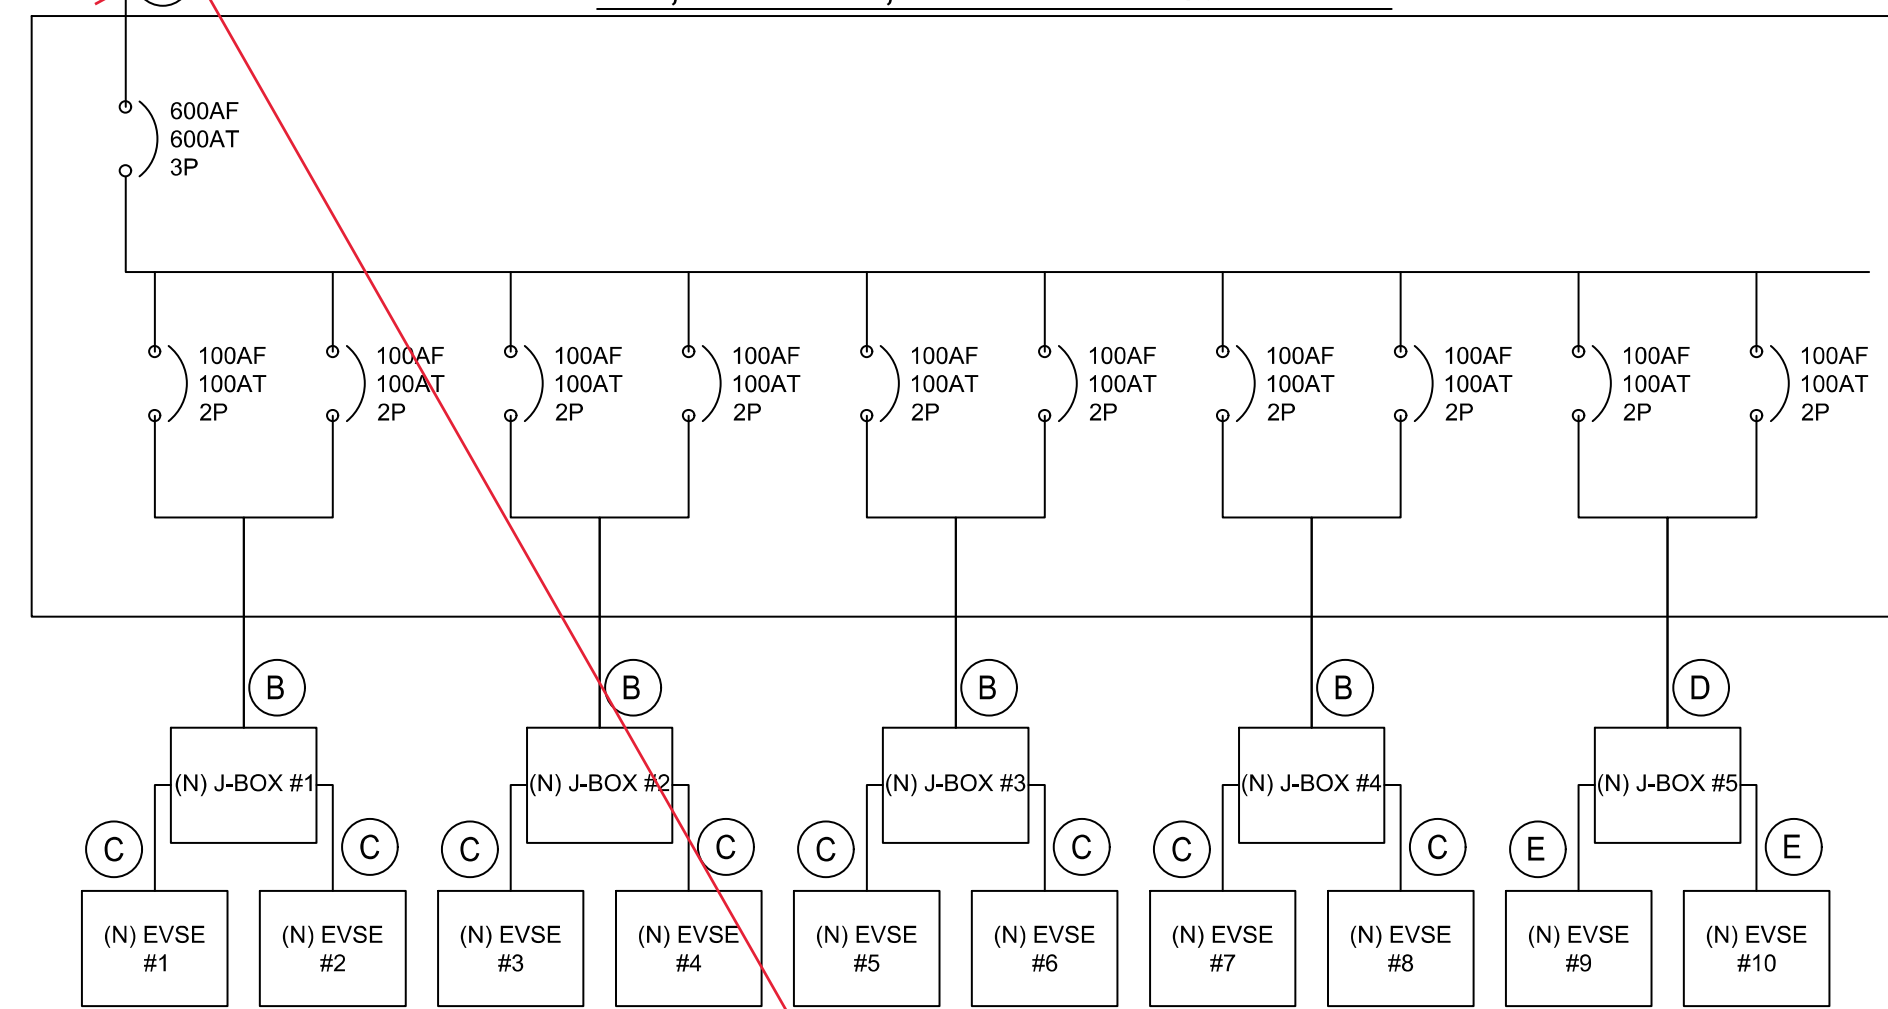 600AF
600AT
3P
100AF
100AT
2P
100AF
100AT
2P
100AF
100AT
2P
100AF
100AT
2P
100AF
100AT
2P
100AF
100AT
2P
100AF
100AT
2P
100AF
100AT
2P
100AF
100AT
2P
100AF
100AT
2P
B
B
B
B
D
(N) J-BOX #1
(N) J-BOX #2
(N) J-BOX #3
(N) J-BOX #4
(N) J-BOX #5
C
C
C
C
C
C
C
C
E
E
(N) EVSE
#1
(N) EVSE
#2
(N) EVSE
#3
(N) EVSE
#4
(N) EVSE
#5
(N) EVSE
#6
(N) EVSE
#7
(N) EVSE
#8
(N) EVSE
#9
(N) EVSE
#10